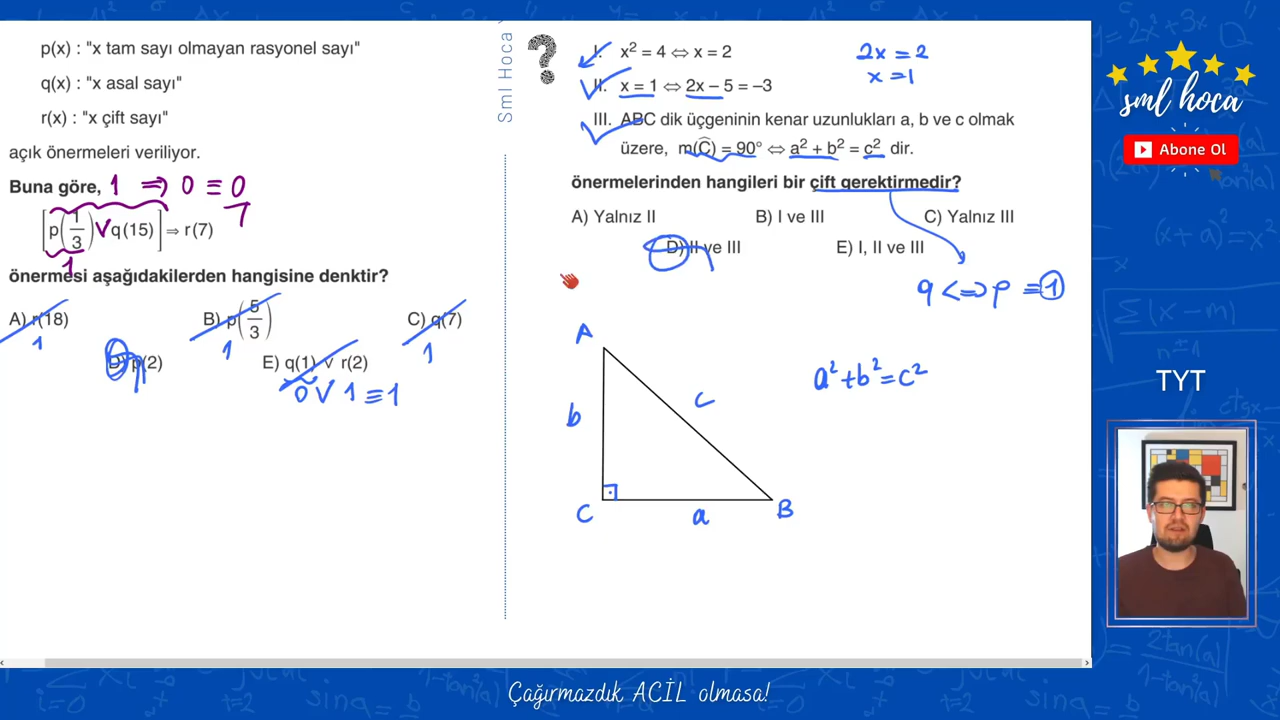 p(x) : "x tam sayı olmayan rasyonel sayı"
q(x) : "x asal sayı"
r(x) : "x çift sayı"
açık önermeleri veriliyor.
Buna göre, 1 ⇒ 0 ≡ 0
[p(1/3) ∨ q(15)] ⇒ r(7)
1
önermesi aşağıdakilerden hangisine denktir?
A) r(18) B) p(5/3) C) q(7)
1 1 1
D) p(2) E) q(1) ∨ r(2)
0 ∨ 1 ≡ 1
Sml Hoca
?
I. x² = 4 ⇔ x = 2
II. x = 1 ⇔ 2x – 5 = –3
2x = 2
x = 1
III. ABC dik üçgeninin kenar uzunlukları a, b ve c olmak
üzere, m(Ĉ) = 90° ⇔ a² + b² = c² dir.
önermelerinden hangileri bir çift gerektirmedir?
A) Yalnız II B) I ve III C) Yalnız III
D) II ve III E) I, II ve III
q ⇔ p ≡ 1
A
b
c
C
a
B
a² + b² = c²
sml hoca
Abone Ol
TYT
Çağırmazdık ACİL olmasa!